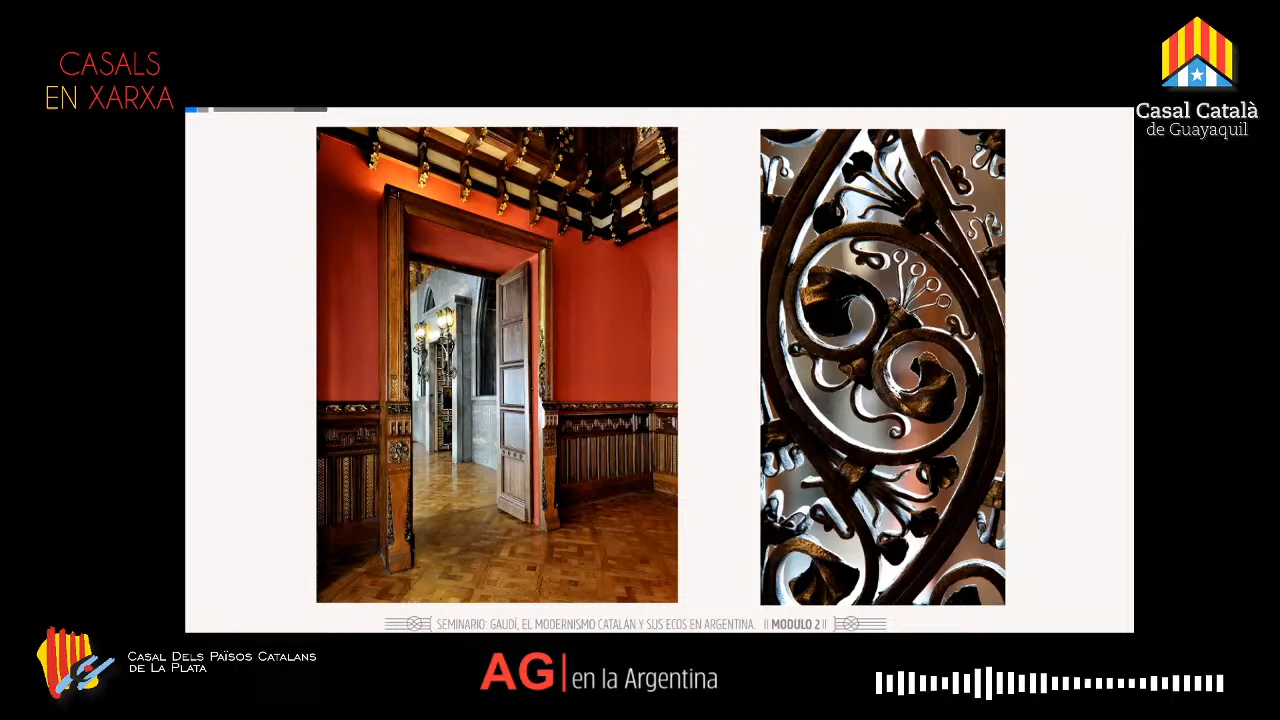 CASALS
EN XARXA
Casal Català
de Guayaquil
SEMINARIO: GAUDÍ, EL MODERNISMO CATALAN Y SUS ECOS EN ARGENTINA. || MODULO 2 ||
CASAL DELS PAÏSOS CATALANS
DE LA PLATA
AG | en la Argentina